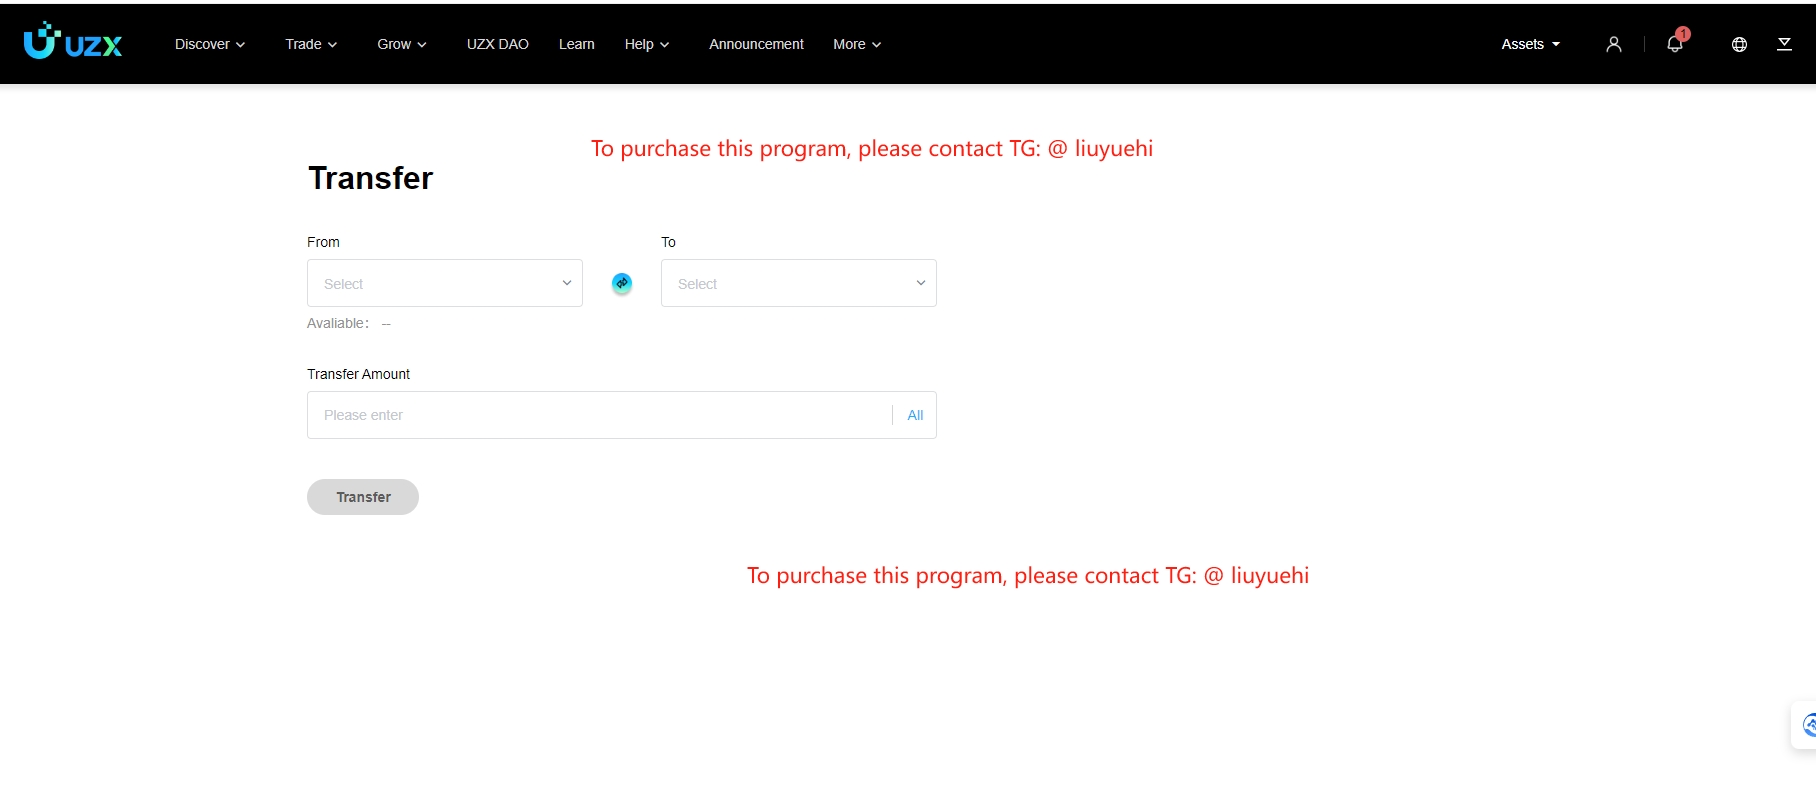 UZX Discover Trade Grow UZX DAO Learn Help Announcement More Assets 1
To purchase this program, please contact TG: @ liuyuehi
Transfer
From To
Select Select
Avaliable: --
Transfer Amount
Please enter All
Transfer
To purchase this program, please contact TG: @ liuyuehi